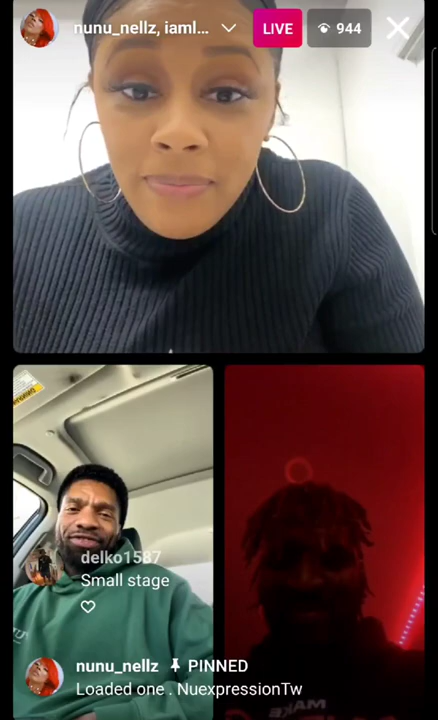 nunu_nellz, iaml...
LIVE
944
delko1587
Small stage
nunu_nellz PINNED
Loaded one . NuexpressionTw